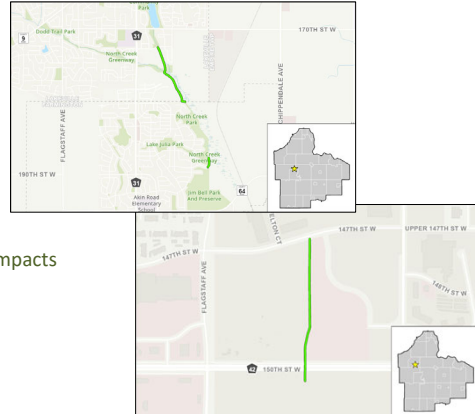 Park
Dodd Trail Park
9
31
170TH ST W
North Creek
Greenway
FLAGSTAFF AVE
CHIPPENDALE AVE
North Creek
Park
Lake Julia Park
North Creek
Greenway
190TH ST W
31
64
Akin Road
Elementary
School
Jim Bell Park
And Preserve
mpacts
ELTON CT
147TH ST W
147TH ST W
UPPER 147TH ST W
FLAGSTAFF AVE
148TH ST W
42
150TH ST W